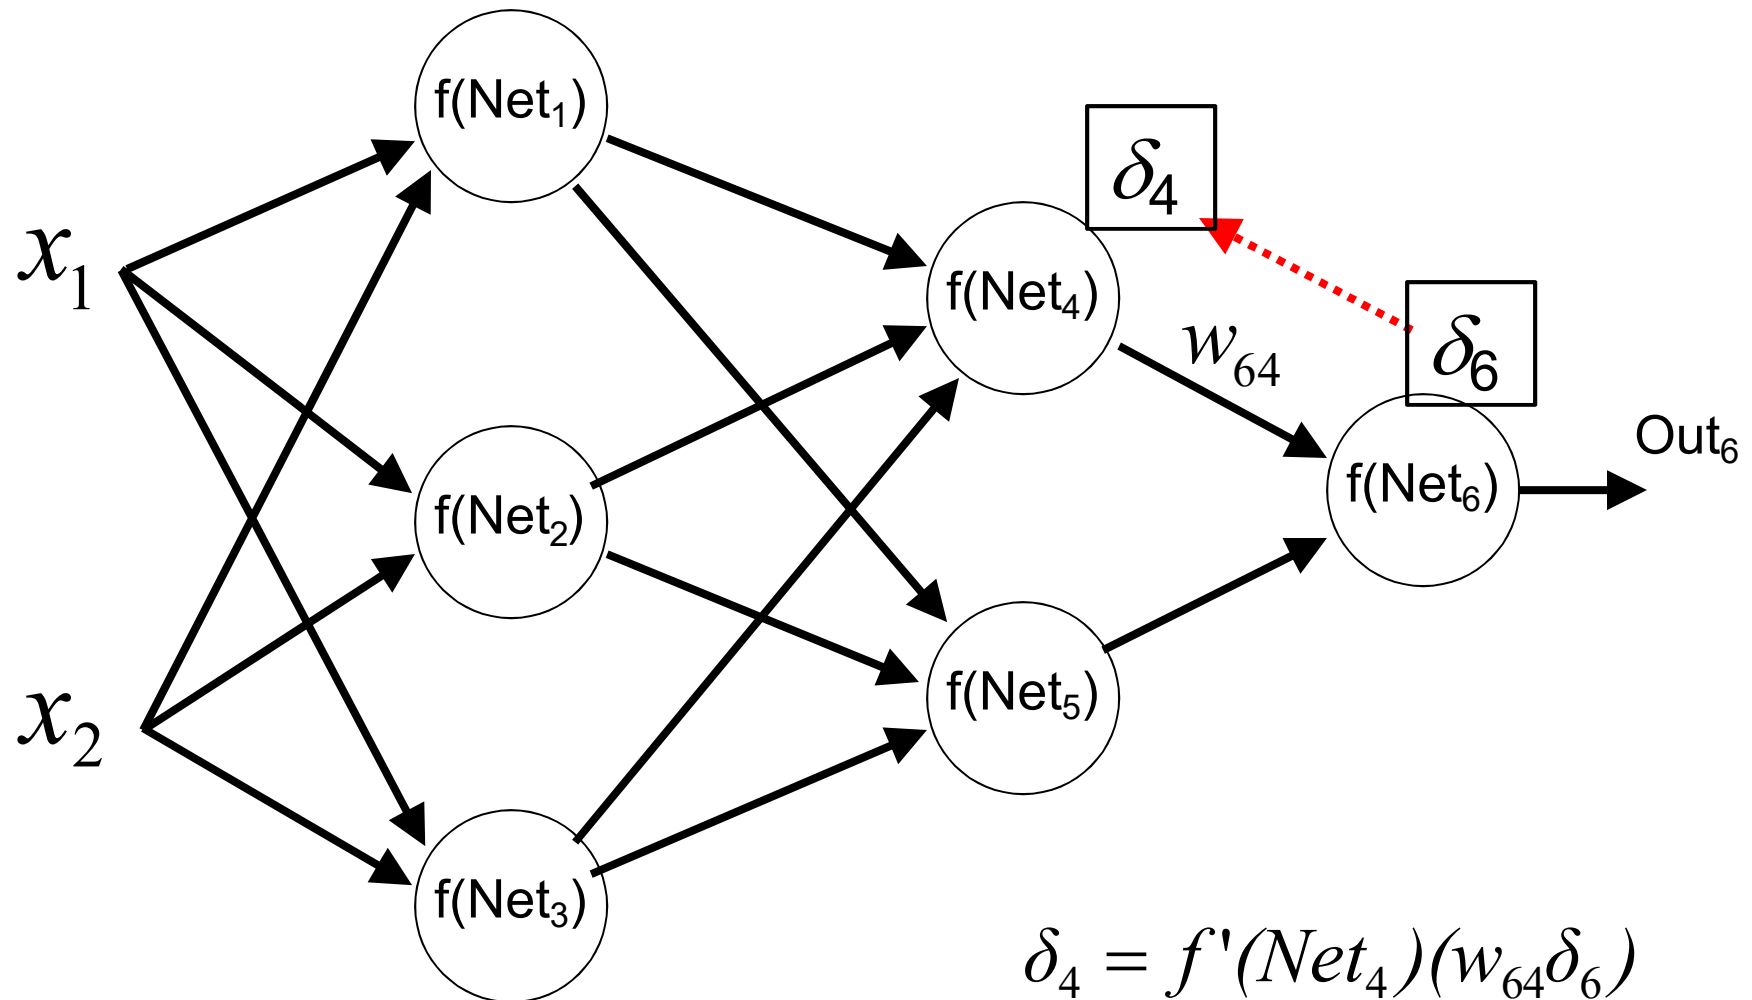 f(Net₁)
δ₄
x₁
f(Net₄)
w₆₄
δ₆
Out₆
f(Net₂)
f(Net₆)
x₂
f(Net₅)
f(Net₃)
δ₄ = f '(Net₄)(w₆₄δ₆)